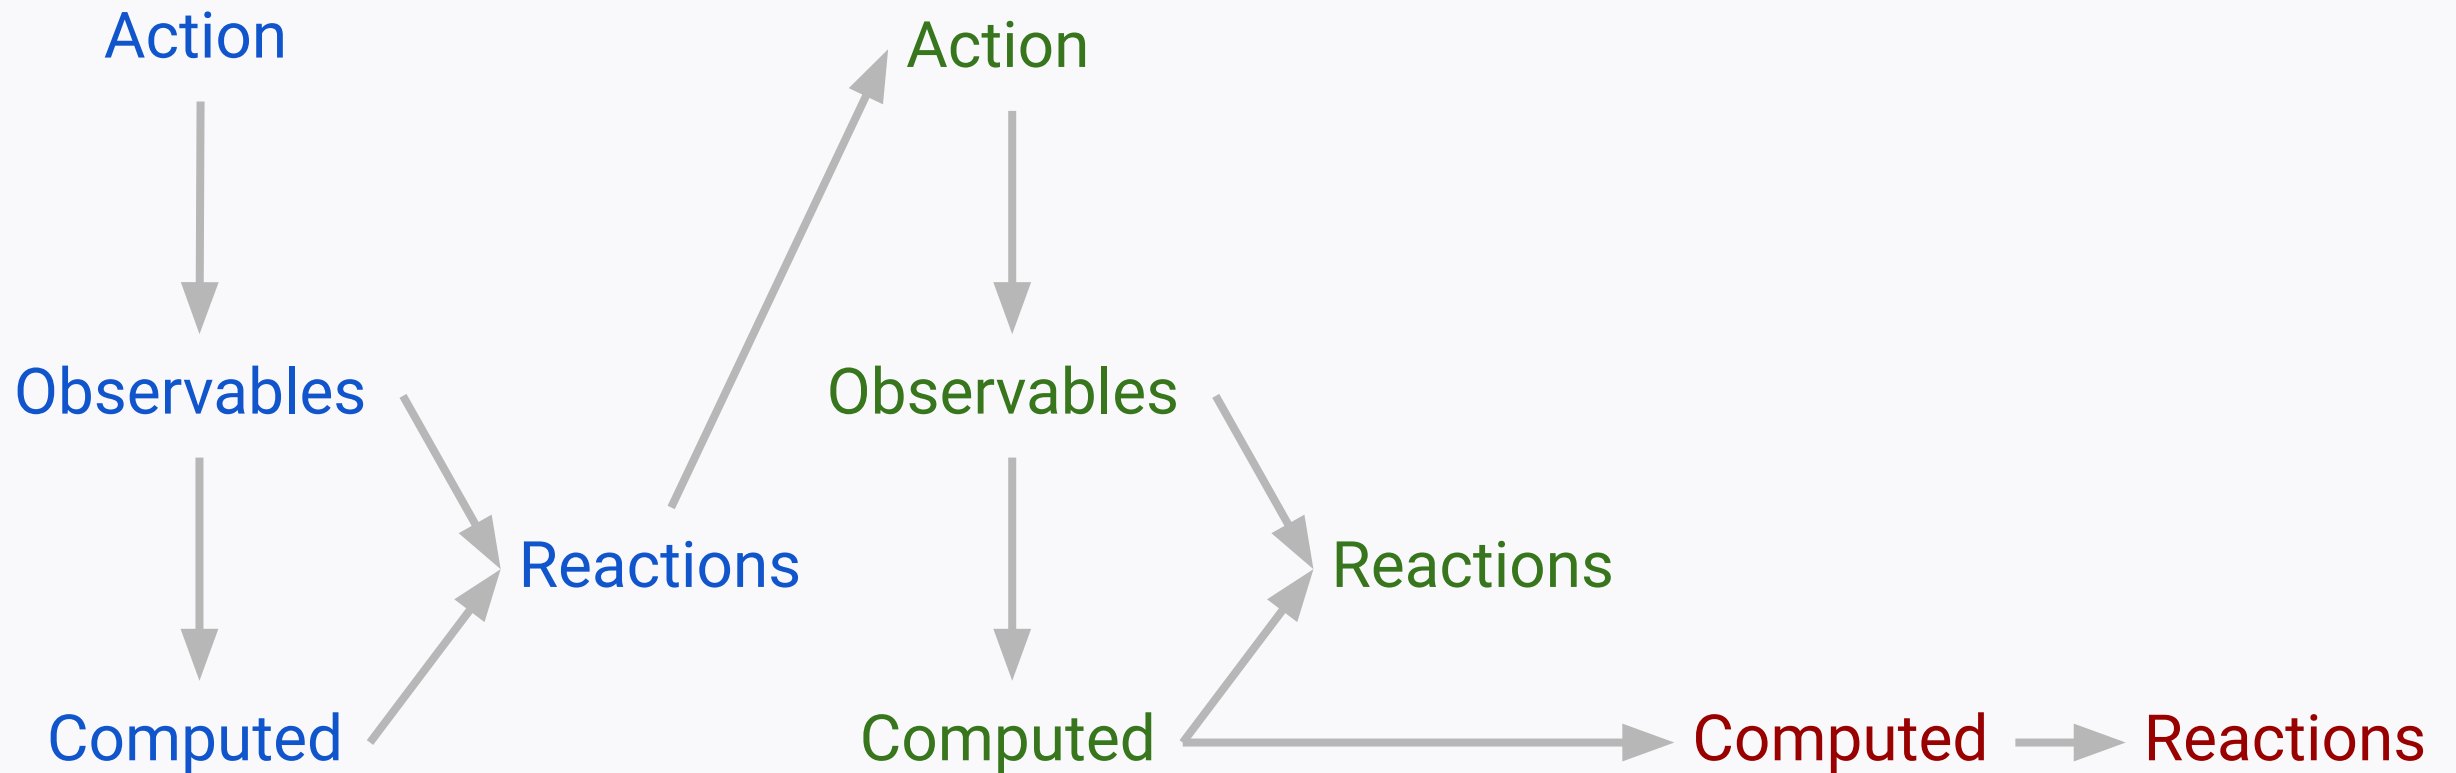 Action
Action
Observables
Observables
Reactions
Reactions
Computed
Computed
Computed
Reactions